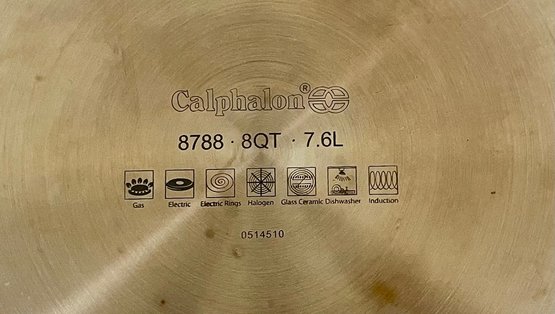 Calphalon®
8788 · 8QT · 7.6L
Gas Electric Electric Rings Halogen Glass Ceramic Dishwasher Induction
0514510